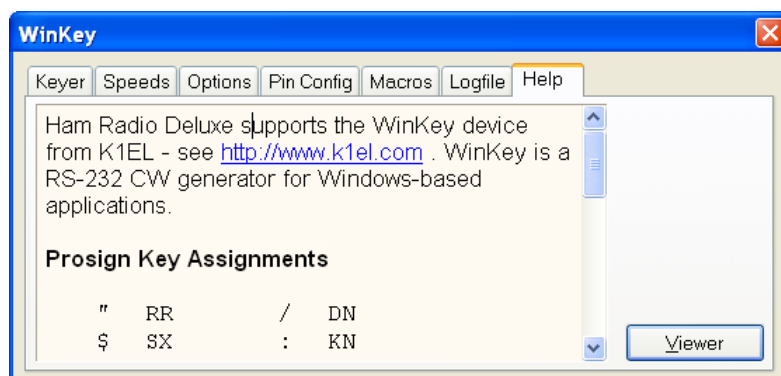 WinKey
Keyer Speeds Options Pin Config Macros Logfile Help
Ham Radio Deluxe supports the WinKey device
from K1EL - see http://www.k1el.com . WinKey is a
RS-232 CW generator for Windows-based
applications.
Prosign Key Assignments
" RR / DN
$ SX : KN
Viewer